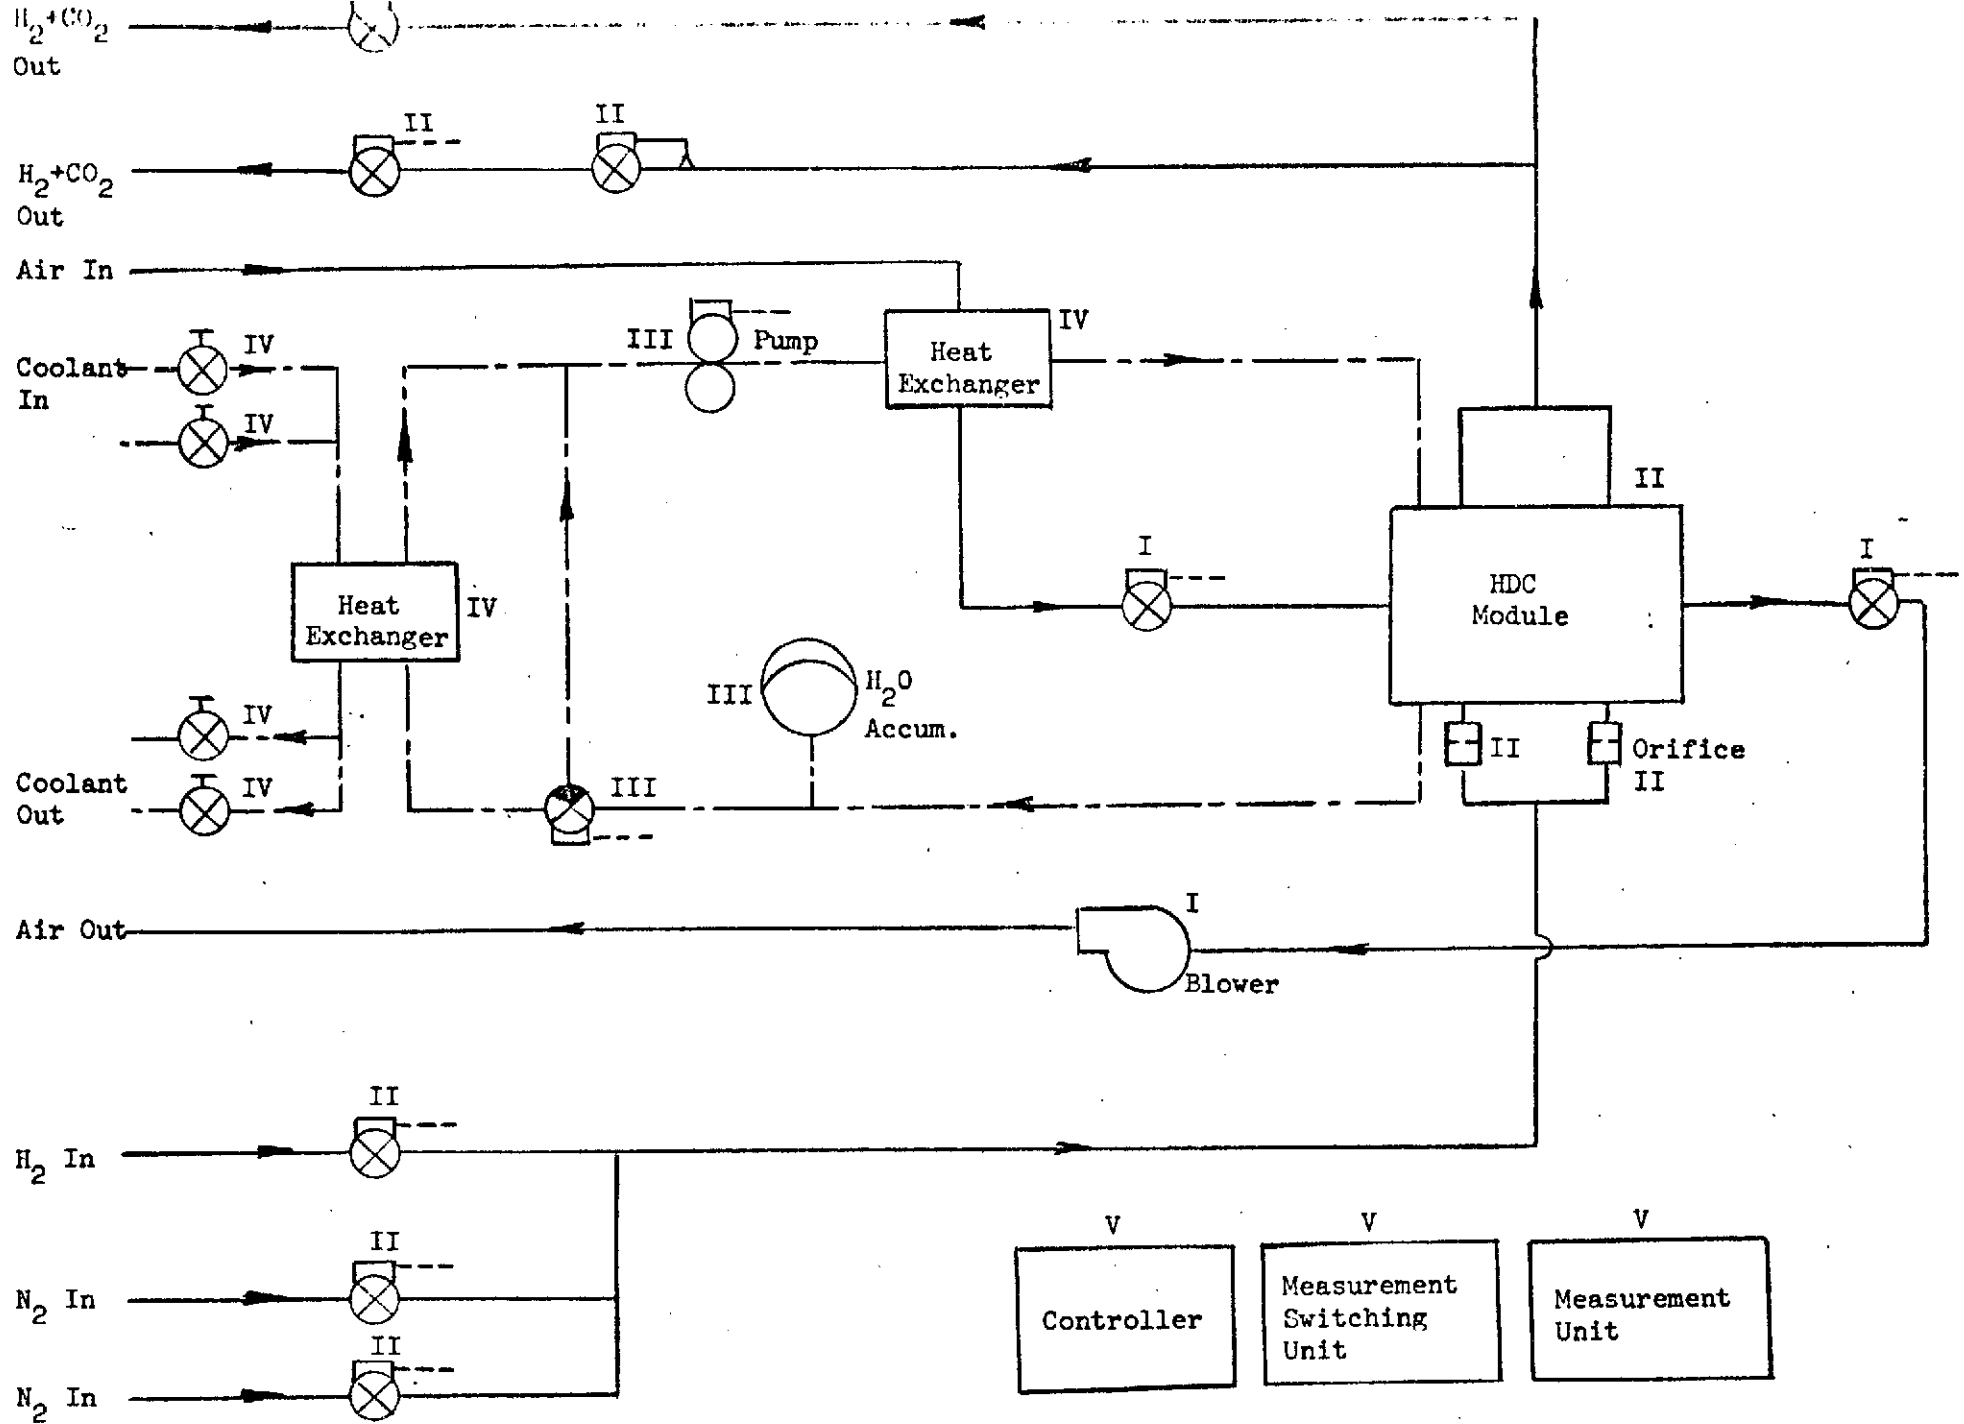 H2+CO2
Out
II
II
H2+CO2
Out
Air In
III
Pump
IV
Heat
Exchanger
Coolant
In
IV
IV
II
I
I
HDC
Module
Heat
Exchanger
IV
III
H2O
Accum.
IV
II
Orifice
II
Coolant
Out
IV
III
Air Out
I
Blower
II
H2 In
II
N2 In
II
N2 In
V
V
V
Controller
Measurement
Switching
Unit
Measurement
Unit